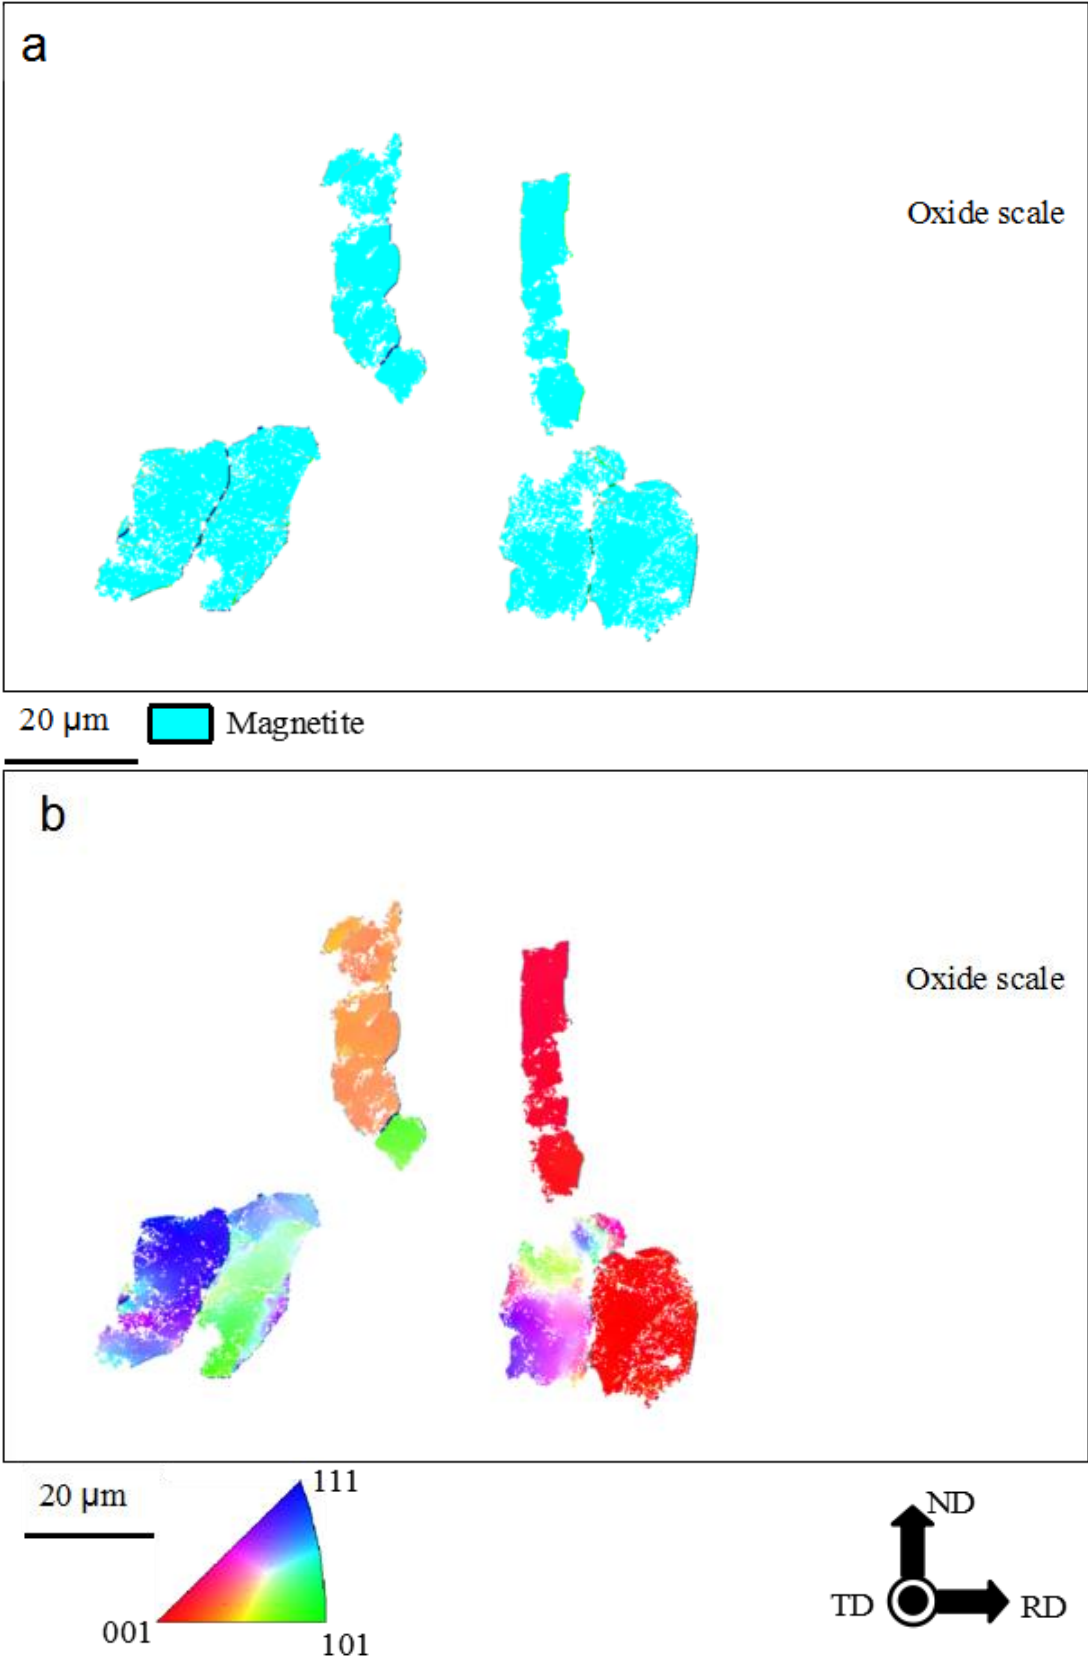 a
Oxide scale
20 μm
Magnetite
b
Oxide scale
20 μm
111
001
101
ND
TD
RD